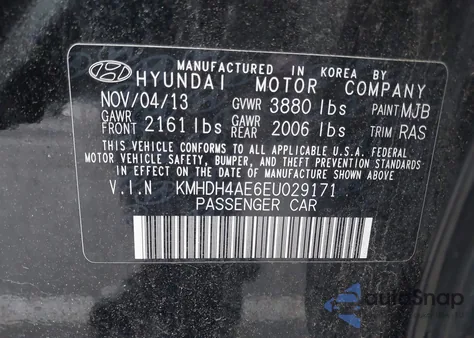 MANUFACTURED IN KOREA BY
HYUNDAI MOTOR COMPANY
NOV/04/13 GVWR 3880 lbs PAINT MJB
GAWR FRONT 2161 lbs GAWR REAR 2006 lbs TRIM RAS
THIS VEHICLE CONFORMS TO ALL APPLICABLE U.S.A. FEDERAL
MOTOR VEHICLE SAFETY, BUMPER, AND THEFT PREVENTION STANDARDS
IN EFFECT ON THE DATE OF MANUFACTURE SHOWN ABOVE.
V.I.N KMHDH4AE6EU029171
PASSENGER CAR
autoSnap